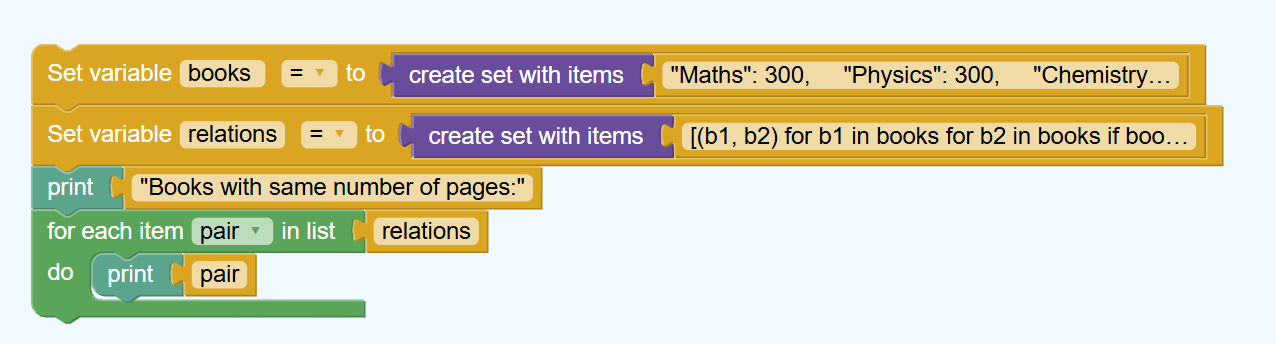 Set variable books = to create set with items "Maths": 300, "Physics": 300, "Chemistry…
Set variable relations = to create set with items [(b1, b2) for b1 in books for b2 in books if boo…
print "Books with same number of pages:"
for each item pair in list relations
do print pair